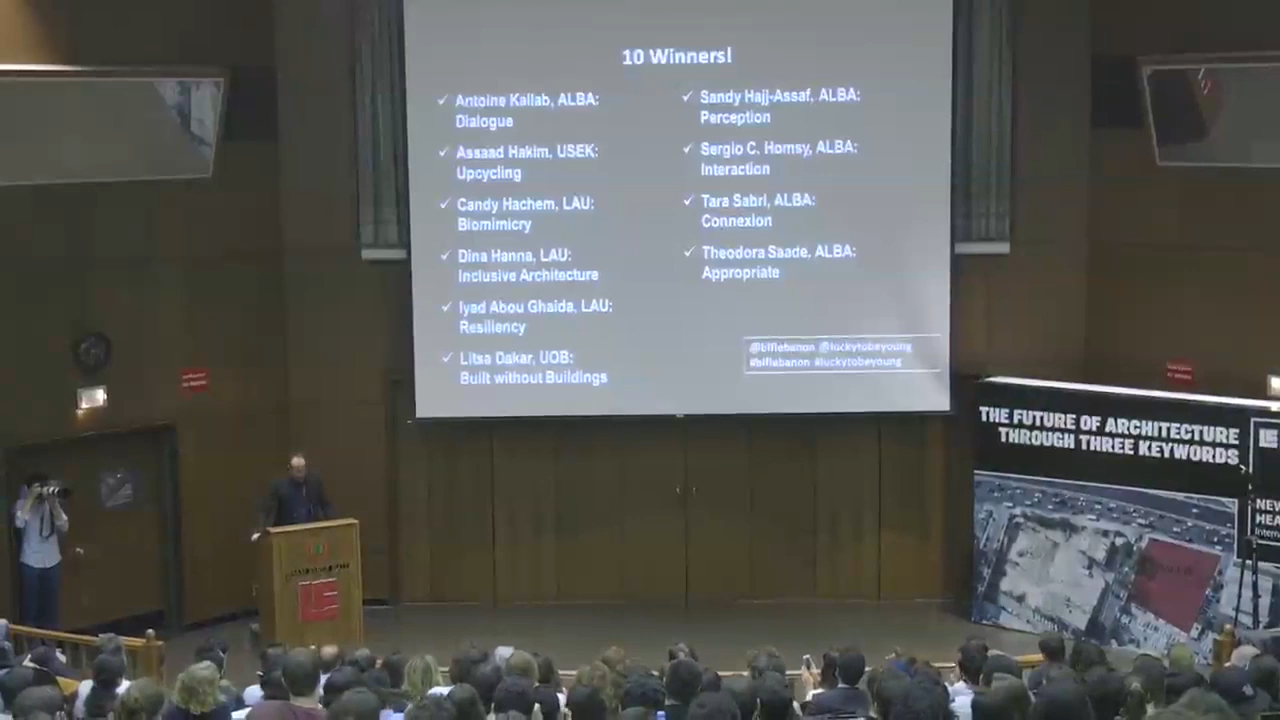 10 Winners!
Antoine Kallab, ALBA:
Dialogue
Assaad Hakim, USEK:
Upcycling
Candy Hachem, LAU:
Biomimicry
Dina Hanna, LAU:
Inclusive Architecture
Iyad Abou Ghaida, LAU:
Resiliency
Litsa Dakar, UOB:
Built without Buildings
Sandy Hajj-Assaf, ALBA:
Perception
Sergio C. Homsy, ALBA:
Interaction
Tara Sabri, ALBA:
Connexion
Theodora Saade, ALBA:
Appropriate
@biflebanon @luckytobeyoung
#biflebanon #luckytobeyoung
THE FUTURE OF ARCHITECTURE
THROUGH THREE KEYWORDS
NEW
HEA
Intern